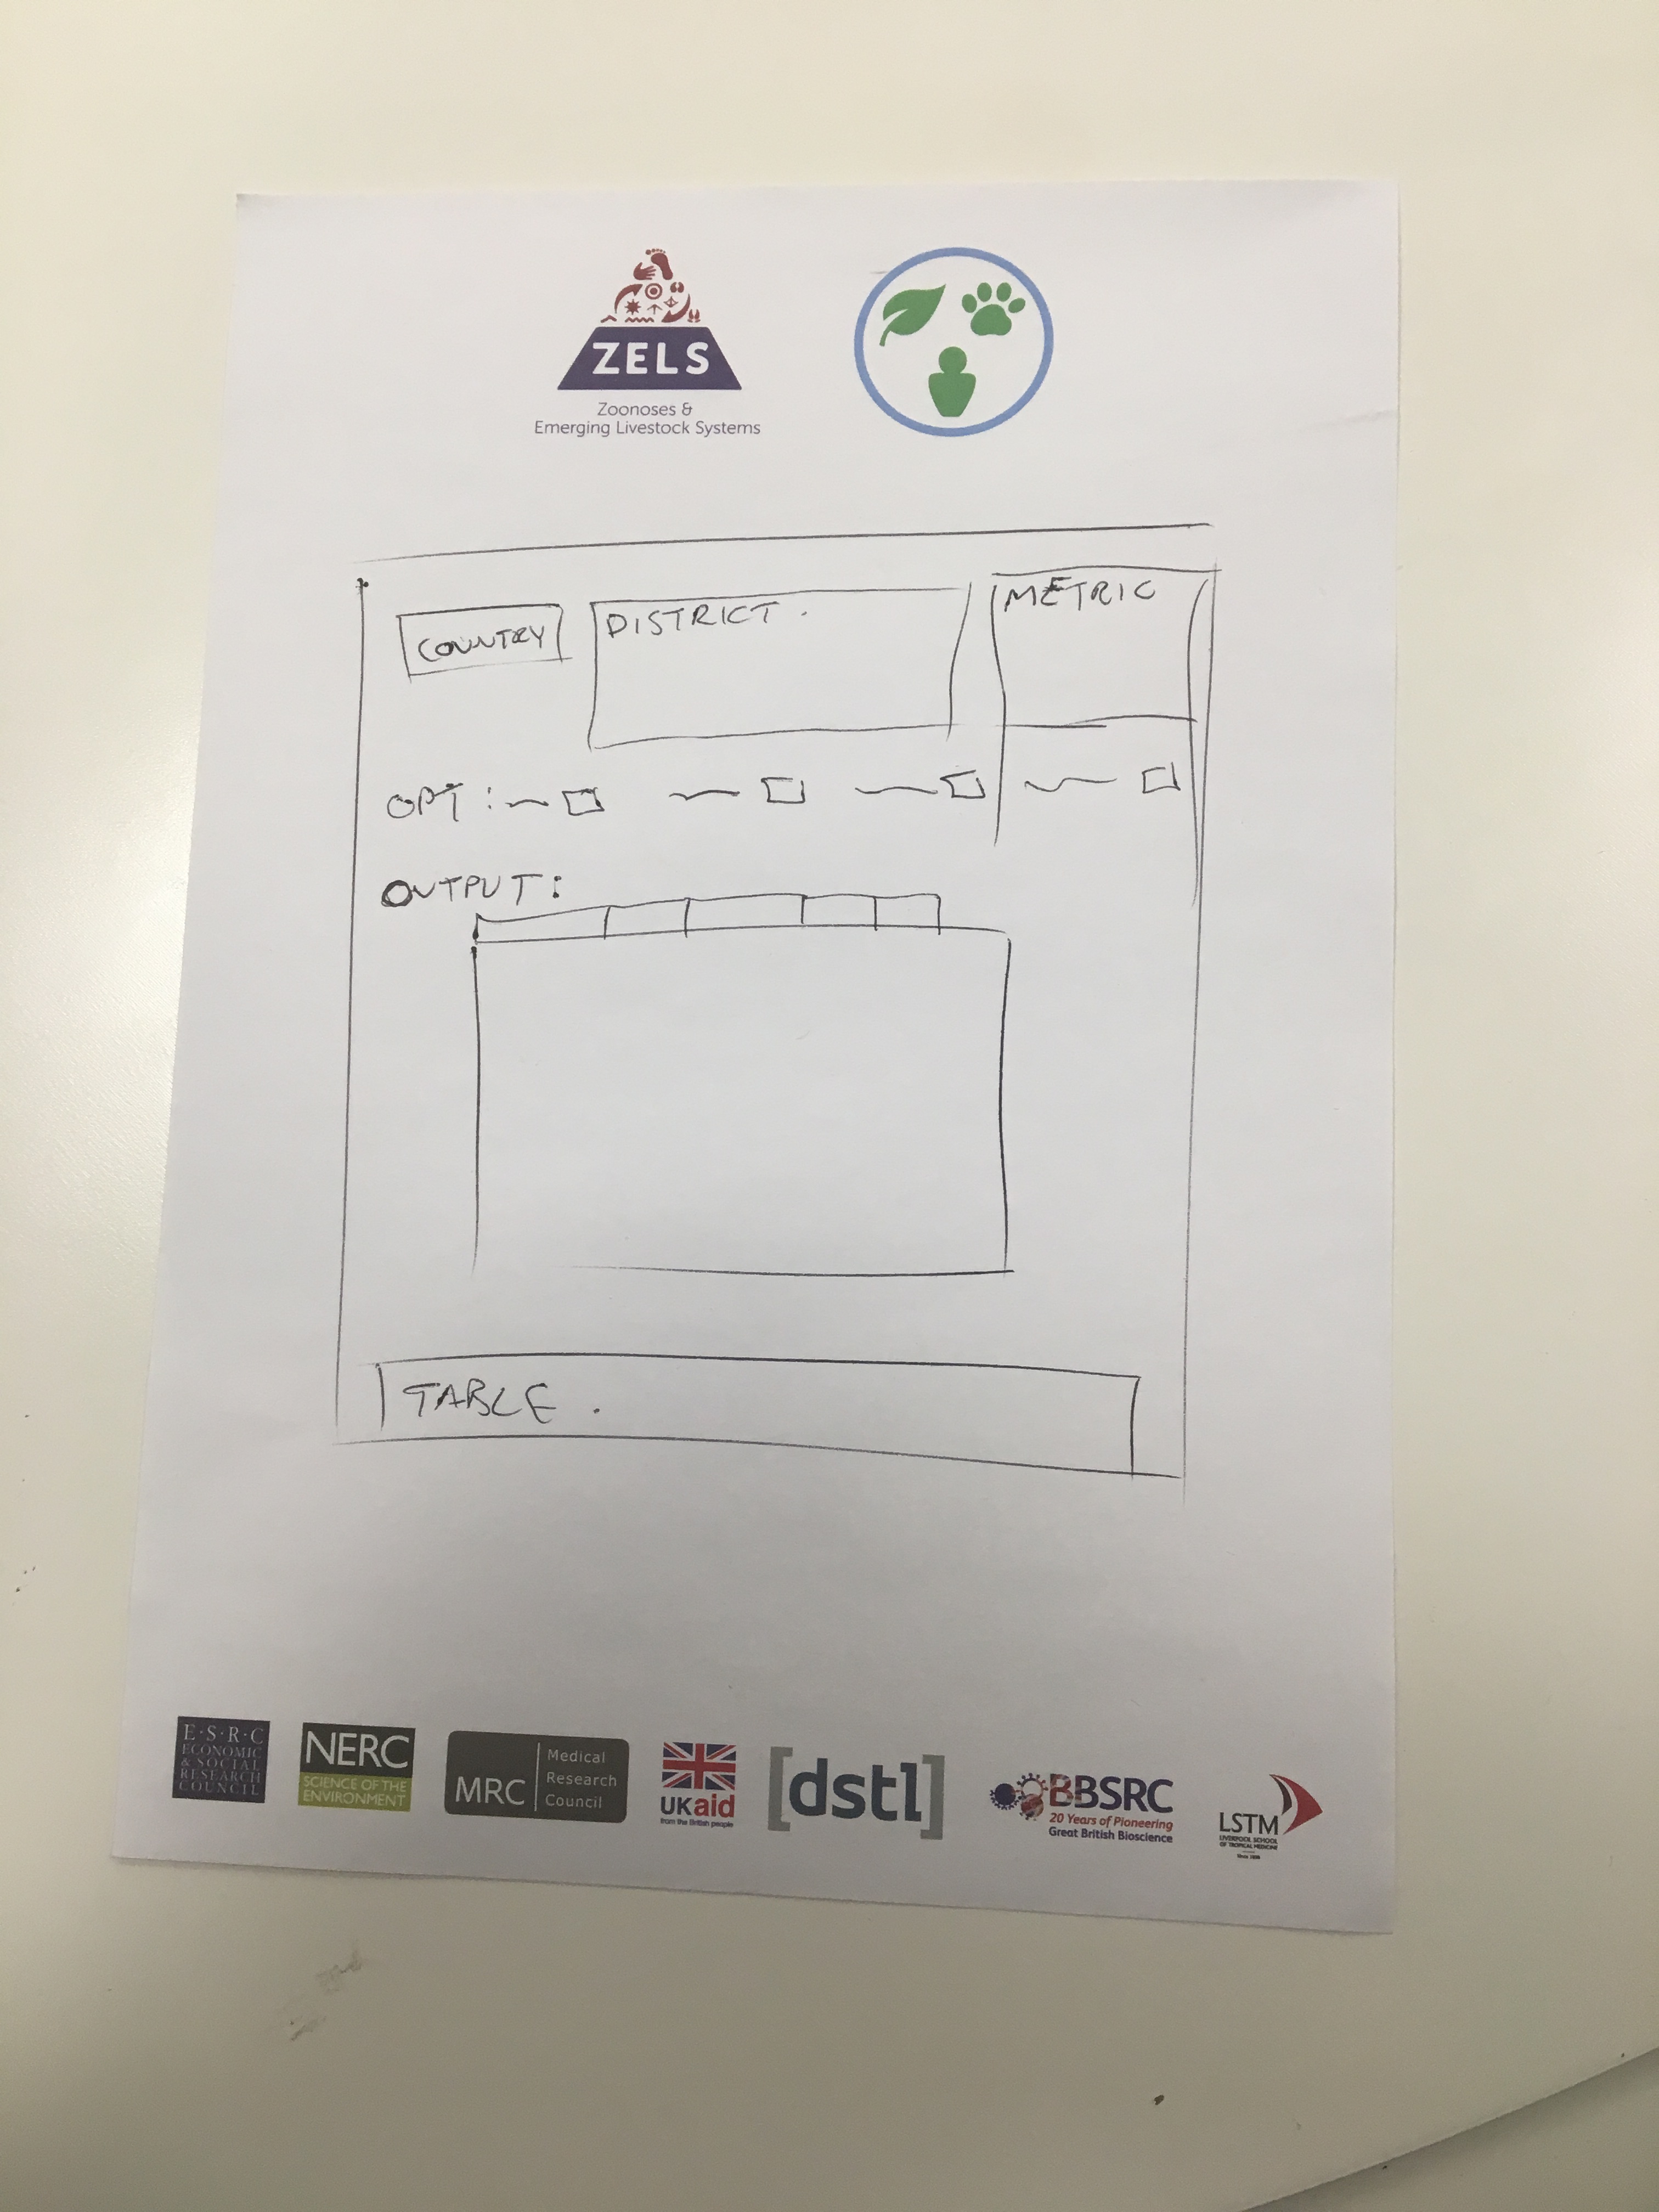 ZELS
Zoonoses &
Emerging Livestock Systems
COUNTRY
DISTRICT.
METRIC
OPT:
OUTPUT:
TABLE.
E·S·R·C
ECONOMIC
& SOCIAL
RESEARCH
COUNCIL
NERC
SCIENCE OF THE
ENVIRONMENT
MRC
Medical
Research
Council
UKaid
from the British people
[dstl]
BBSRC
20 Years of Pioneering
Great British Bioscience
LSTM
LIVERPOOL SCHOOL
OF TROPICAL MEDICINE
Since 1898